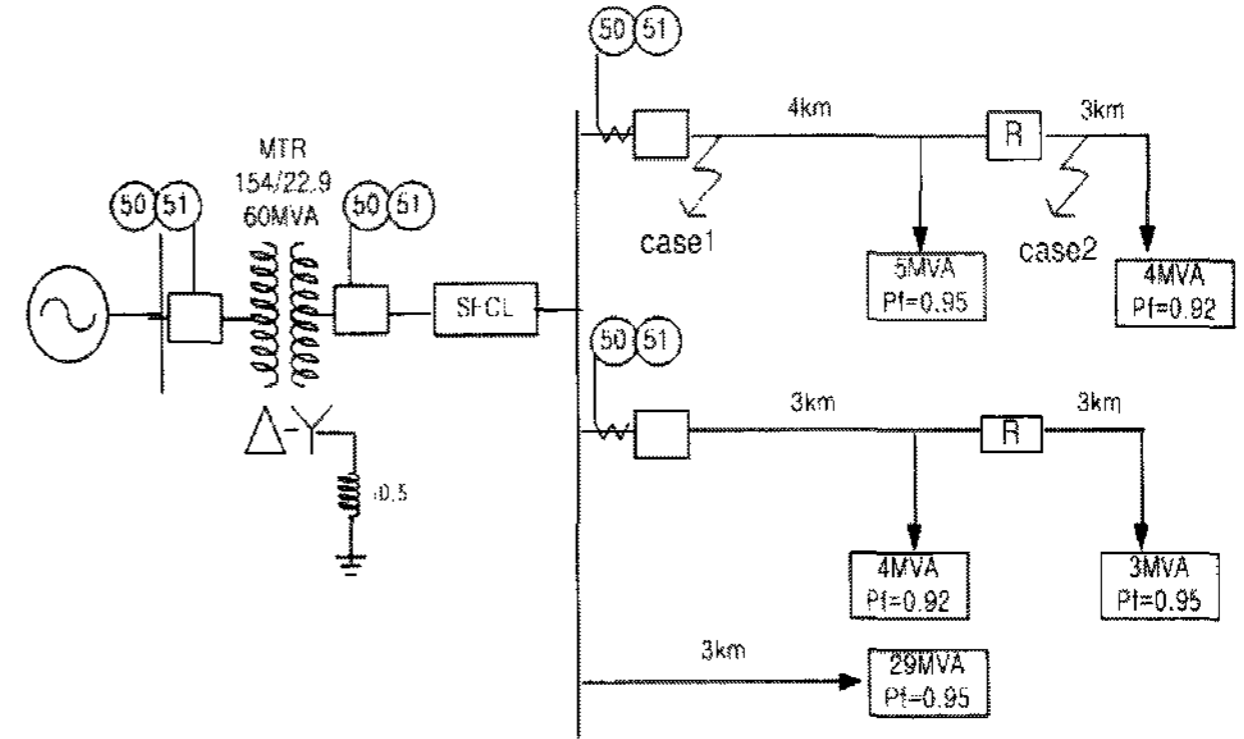 50 51
4km
R
3km
MTR
154/22.9
60MVA
50 51
50 51
case1
case2
5MVA
Pf=0.95
4MVA
Pf=0.92
SFCL
50 51
3km
R
3km
4MVA
Pf=0.92
3MVA
Pf=0.95
3km
29MVA
Pf=0.95